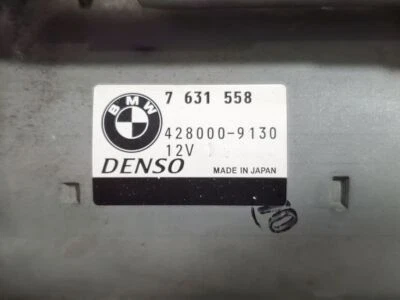 BMW
7 631 558
428000-9130
12V
DENSO
MADE IN JAPAN